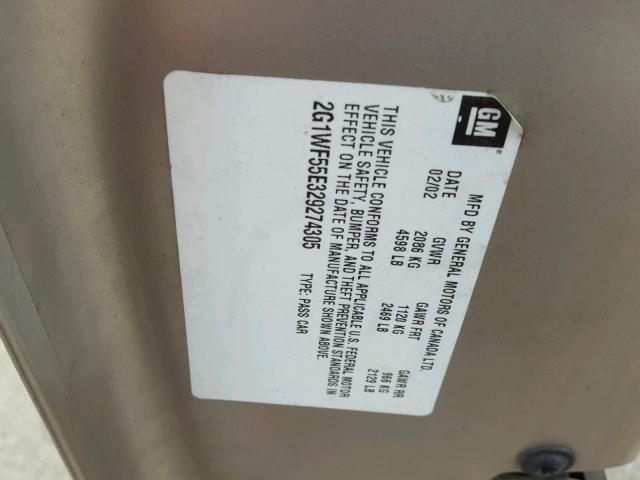 GM
MFD BY GENERAL MOTORS OF CANADA LTD.
DATE GVWR GAWR FRT GAWR RR
02/02 2086 KG 1120 KG 966 KG
4598 LB 2469 LB 2129 LB
THIS VEHICLE CONFORMS TO ALL APPLICABLE U.S. FEDERAL MOTOR
VEHICLE SAFETY, BUMPER, AND THEFT PREVENTION STANDARDS IN
EFFECT ON THE DATE OF MANUFACTURE SHOWN ABOVE.
2G1WF55E329274305 TYPE: PASS CAR